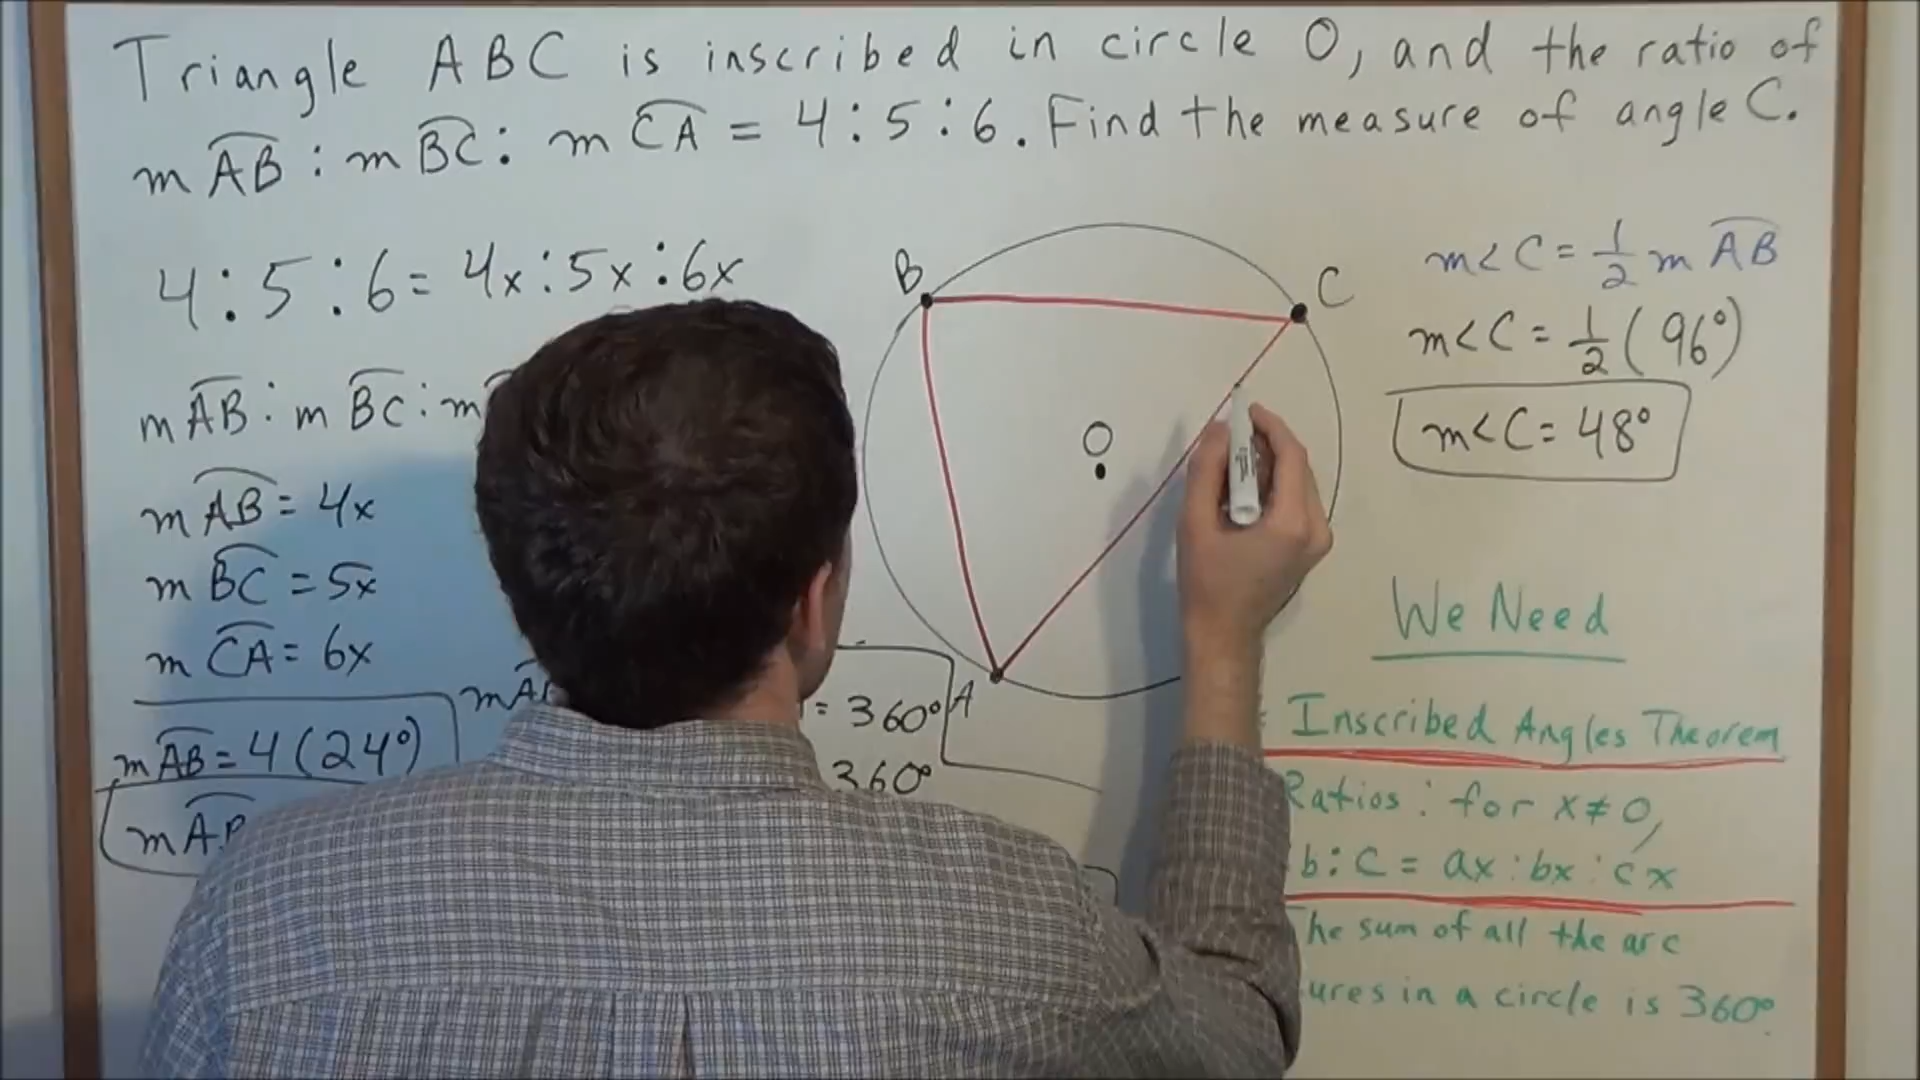 Triangle ABC is inscribed in circle O, and the ratio of
mAB : mBC : mCA = 4 : 5 : 6 . Find the measure of angle C.
4 : 5 : 6 = 4x : 5x : 6x
mAB : mBC : m
mAB = 4x
mBC = 5x
mCA = 6x
mAB = 4(24°)
= 360°
360°
B
C
O
A
m<C = 1/2 mAB
m<C = 1/2 (96°)
m<C = 48°
We Need
Inscribed Angles Theorem
Ratios : for x ≠ 0,
b : c = ax : bx : cx
The sum of all the arc
in a circle is 360°.